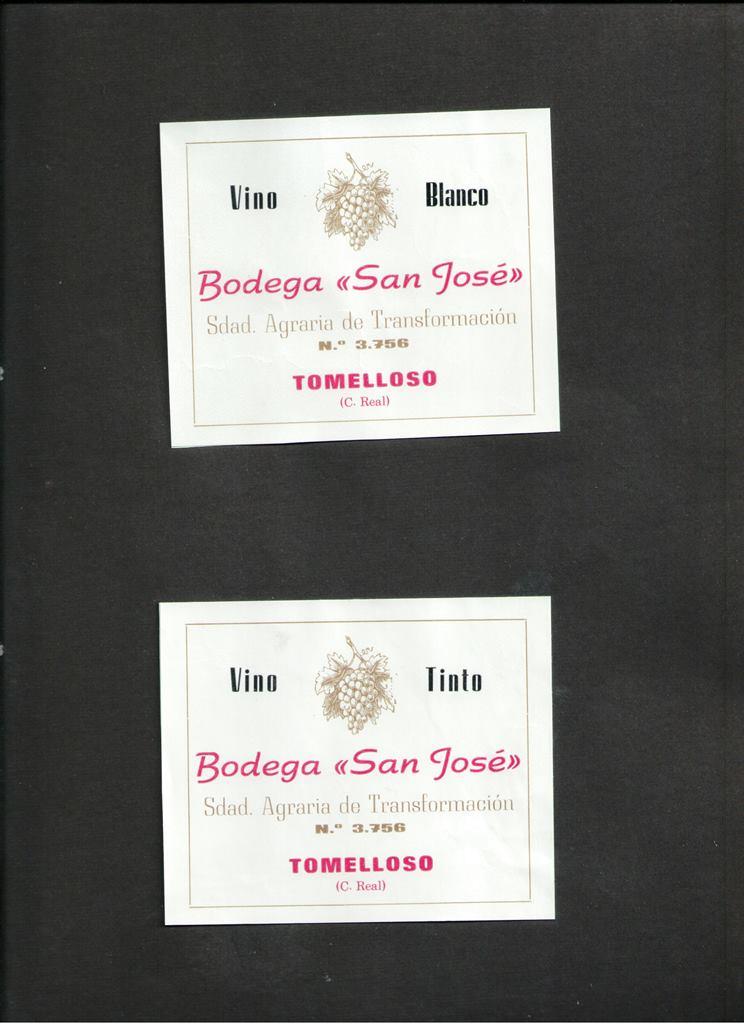 Vino Blanco
Bodega «San José»
Sdad. Agraria de Transformación
N.º 3.756
TOMELLOSO
(C. Real)
Vino Tinto
Bodega «San José»
Sdad. Agraria de Transformación
N.º 3.756
TOMELLOSO
(C. Real)